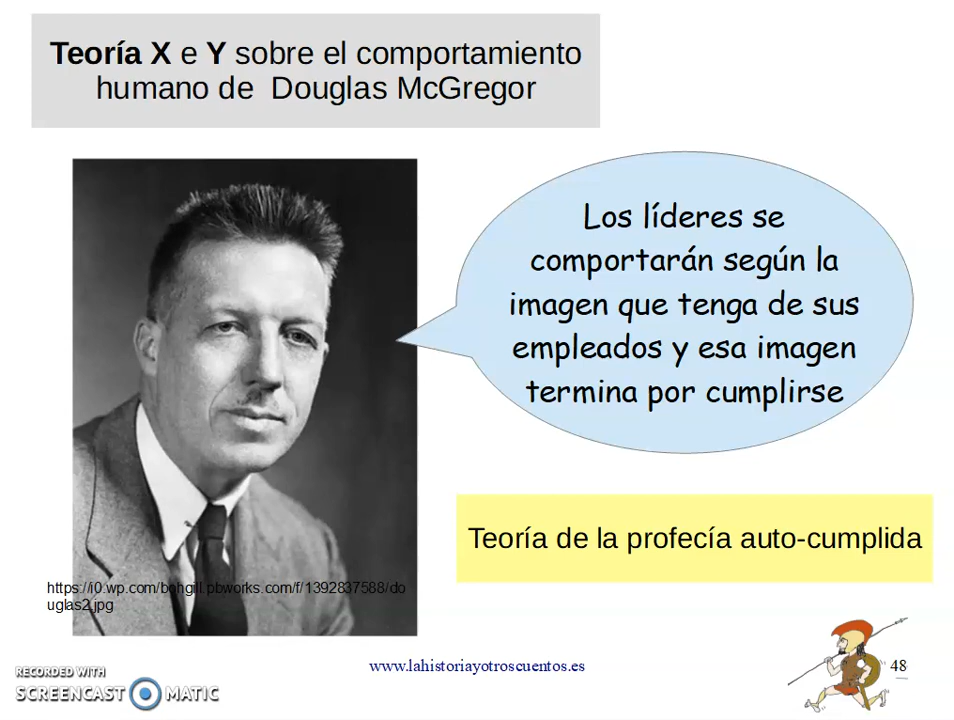 Teoría X e Y sobre el comportamiento
humano de Douglas McGregor
Los líderes se
comportarán según la
imagen que tenga de sus
empleados y esa imagen
termina por cumplirse
Teoría de la profecía auto-cumplida
https://i0.wp.com/bohgill.pbworks.com/f/1392837588/do
uglas2.jpg
www.lahistoriayotroscuentos.es
48
RECORDED WITH
SCREENCAST MATIC